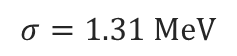 𝜎 = 1.31 MeV